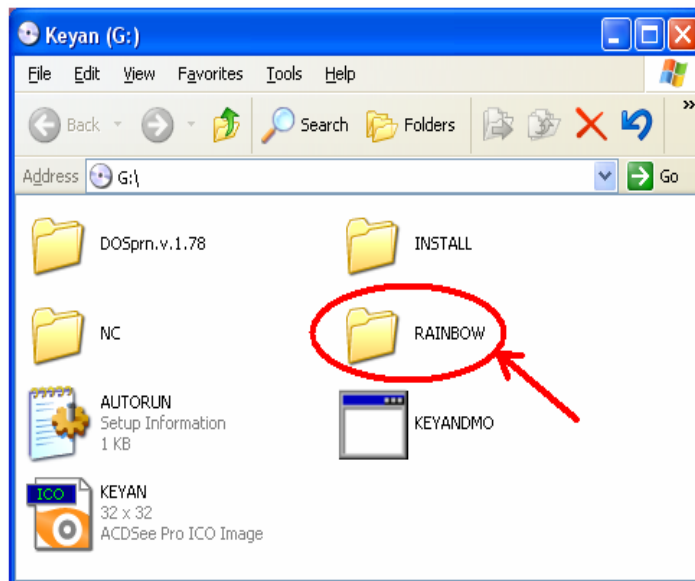 Keyan (G:)
File Edit View Favorites Tools Help
Back Search Folders »
Address G:\ Go
DOSprn.v.1.78 INSTALL
NC RAINBOW
AUTORUN
Setup Information
1 KB
KEYANDMO
ICO
KEYAN
32 x 32
ACDSee Pro ICO Image